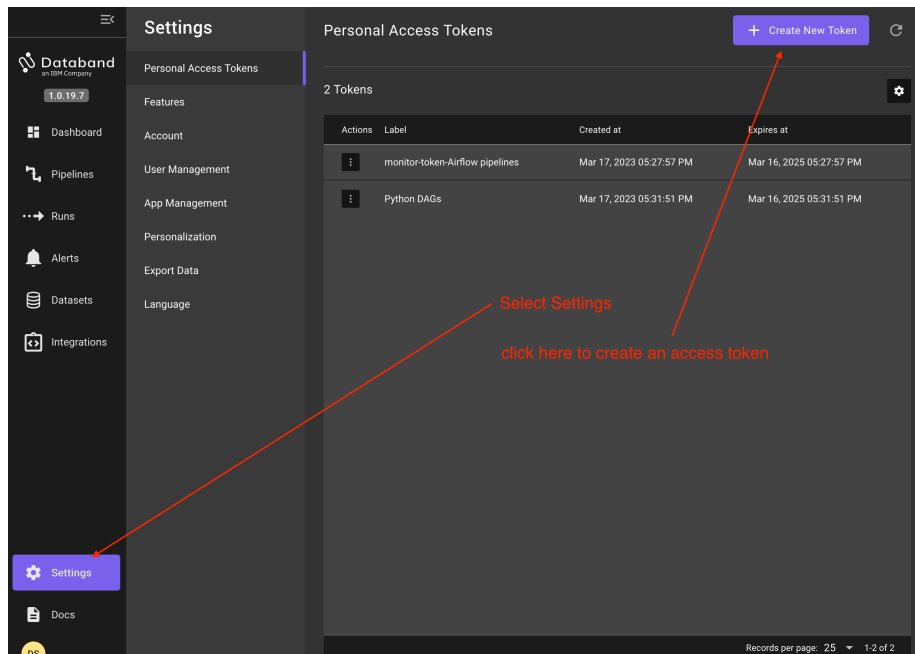 Databand
an IBM Company
1.0.19.7
Dashboard
Pipelines
Runs
Alerts
Datasets
Integrations
Settings
Docs
DS
Settings
Personal Access Tokens
Features
Account
User Management
App Management
Personalization
Export Data
Language
Personal Access Tokens
+ Create New Token
2 Tokens
Actions Label Created at Expires at
monitor-token-Airflow pipelines Mar 17, 2023 05:27:57 PM Mar 16, 2025 05:27:57 PM
Python DAGs Mar 17, 2023 05:31:51 PM Mar 16, 2025 05:31:51 PM
Select Settings
click here to create an access token
Records per page: 25 1-2 of 2